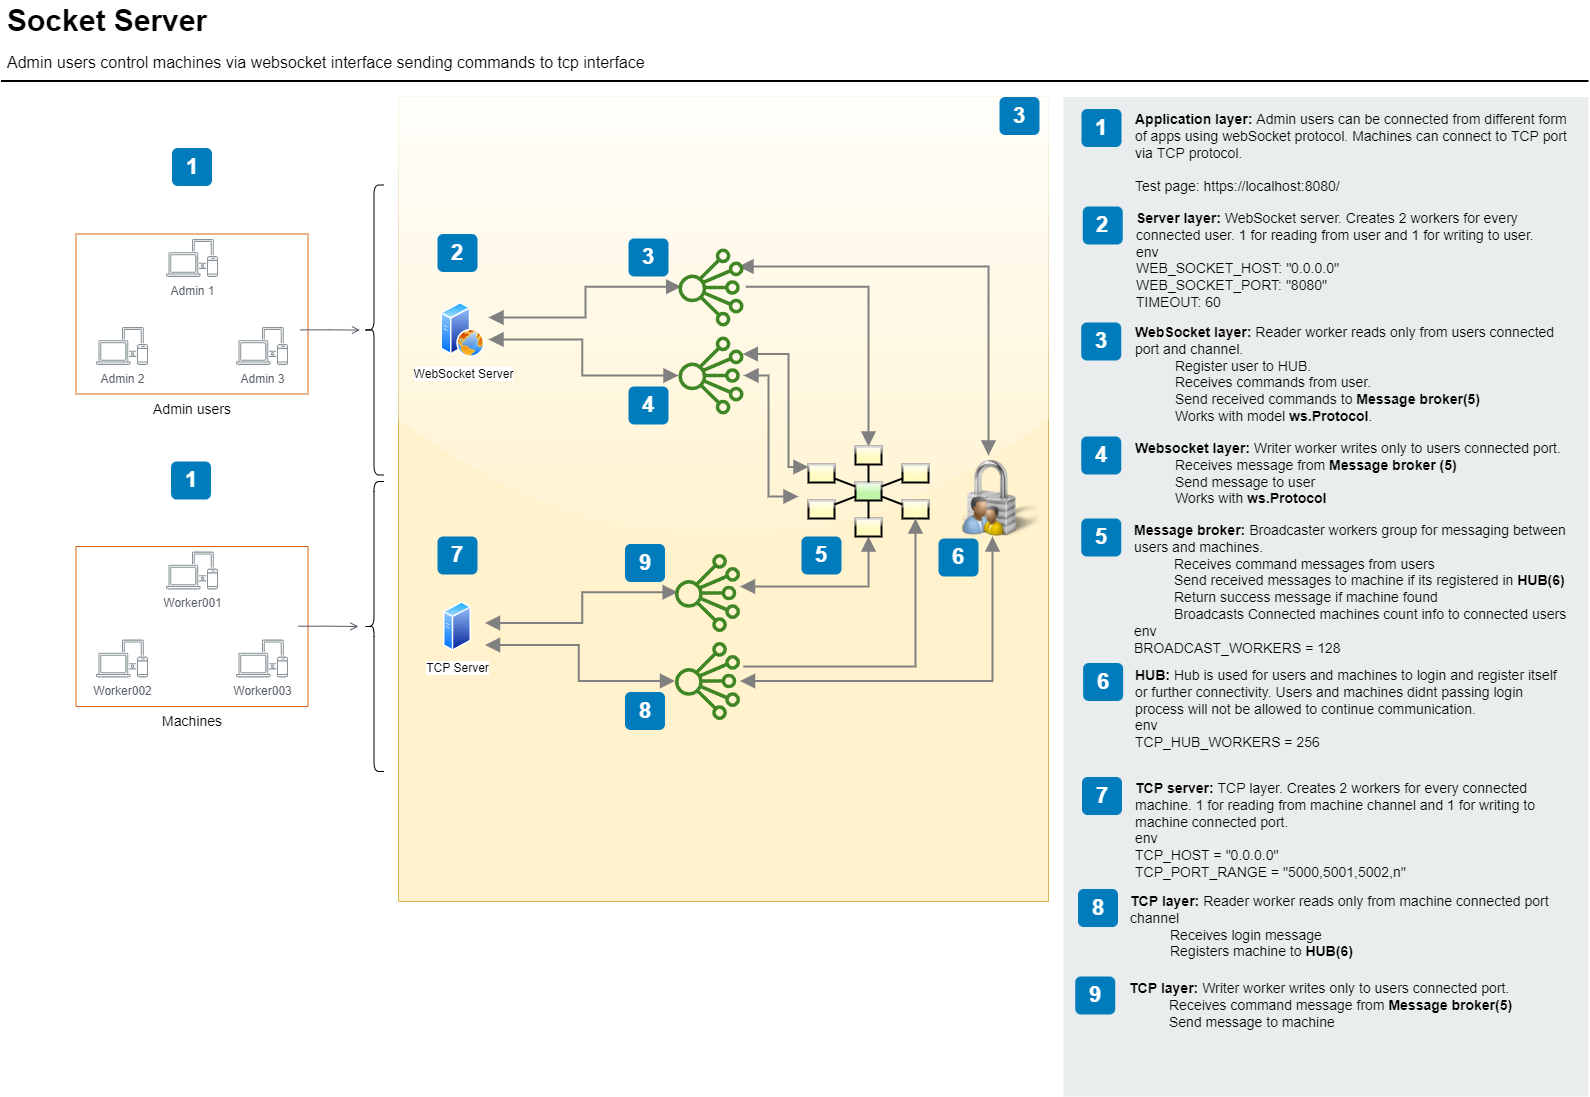 Socket Server
Admin users control machines via websocket interface sending commands to tcp interface
1
Admin 1
Admin 2
Admin 3
Admin users
1
Worker001
Worker002
Worker003
Machines
3
2
WebSocket Server
3
4
5
6
7
TCP Server
9
8
1
Application layer: Admin users can be connected from different form
of apps using webSocket protocol. Machines can connect to TCP port
via TCP protocol.
Test page: https://localhost:8080/
2
Server layer: WebSocket server. Creates 2 workers for every
connected user. 1 for reading from user and 1 for writing to user.
env
WEB_SOCKET_HOST: "0.0.0.0"
WEB_SOCKET_PORT: "8080"
TIMEOUT: 60
3
WebSocket layer: Reader worker reads only from users connected
port and channel.
Register user to HUB.
Receives commands from user.
Send received commands to Message broker(5)
Works with model ws.Protocol.
4
Websocket layer: Writer worker writes only to users connected port.
Receives message from Message broker (5)
Send message to user
Works with ws.Protocol
5
Message broker: Broadcaster workers group for messaging between
users and machines.
Receives command messages from users
Send received messages to machine if its registered in HUB(6)
Return success message if machine found
Broadcasts Connected machines count info to connected users
env
BROADCAST_WORKERS = 128
6
HUB: Hub is used for users and machines to login and register itself
or further connectivity. Users and machines didnt passing login
process will not be allowed to continue communication.
env
TCP_HUB_WORKERS = 256
7
TCP server: TCP layer. Creates 2 workers for every connected
machine. 1 for reading from machine channel and 1 for writing to
machine connected port.
env
TCP_HOST = "0.0.0.0"
TCP_PORT_RANGE = "5000,5001,5002,n"
8
TCP layer: Reader worker reads only from machine connected port
channel
Receives login message
Registers machine to HUB(6)
9
TCP layer: Writer worker writes only to users connected port.
Receives command message from Message broker(5)
Send message to machine